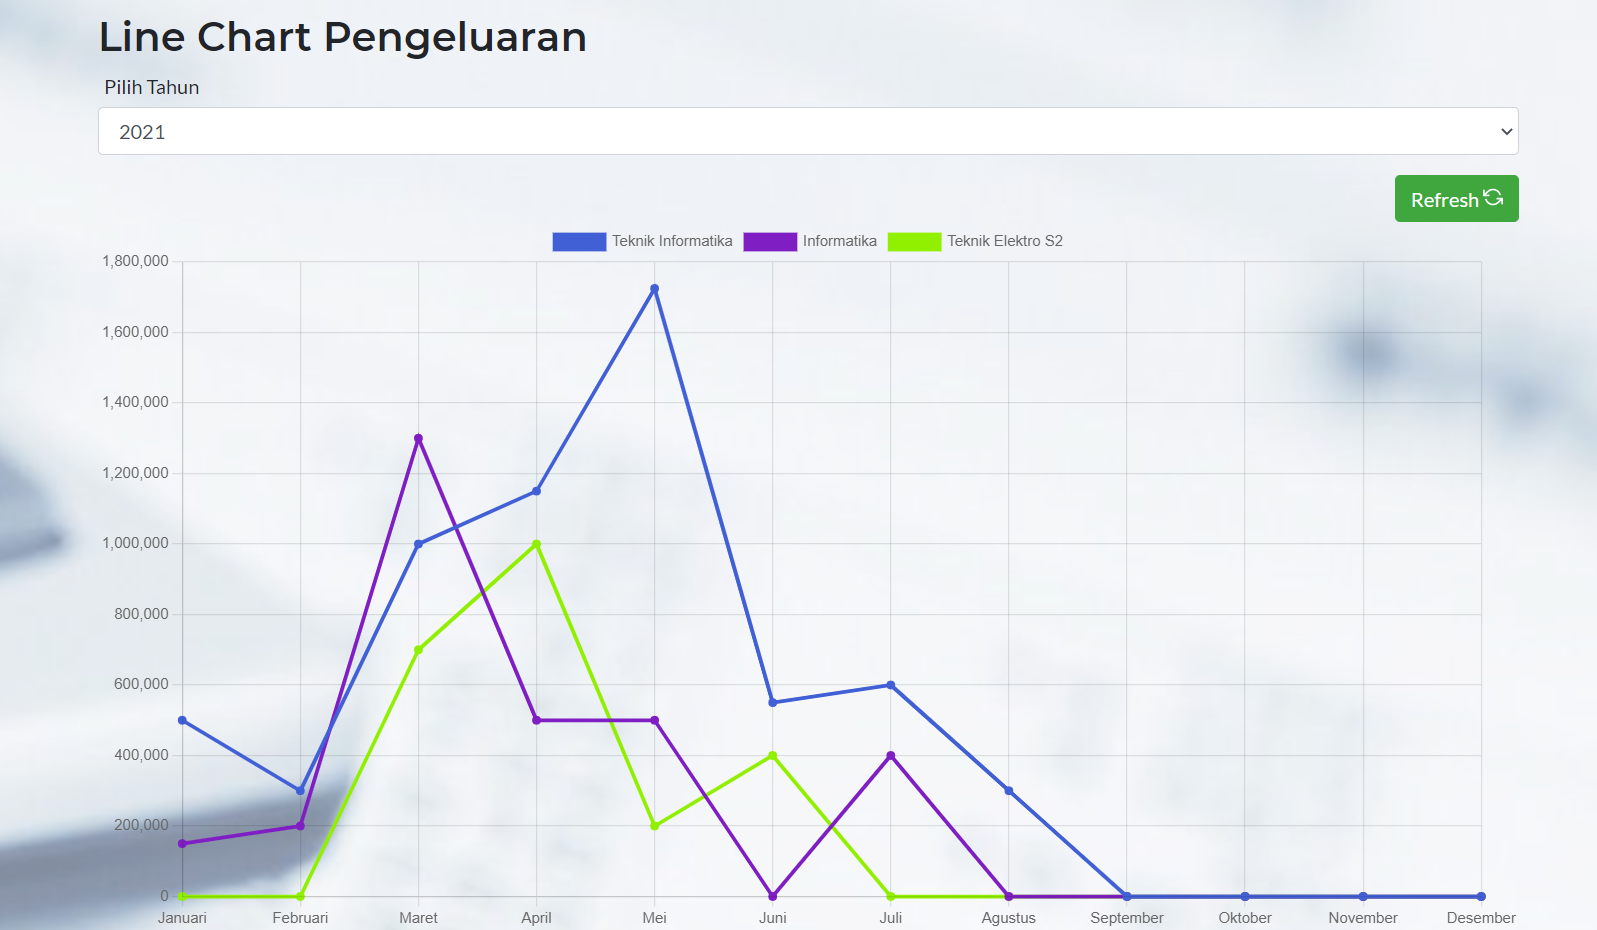 Line Chart Pengeluaran
Pilih Tahun
2021
Refresh
Teknik Informatika Informatika Teknik Elektro S2
1,800,000
1,600,000
1,400,000
1,200,000
1,000,000
800,000
600,000
400,000
200,000
0
Januari Februari Maret April Mei Juni Juli Agustus September Oktober November Desember